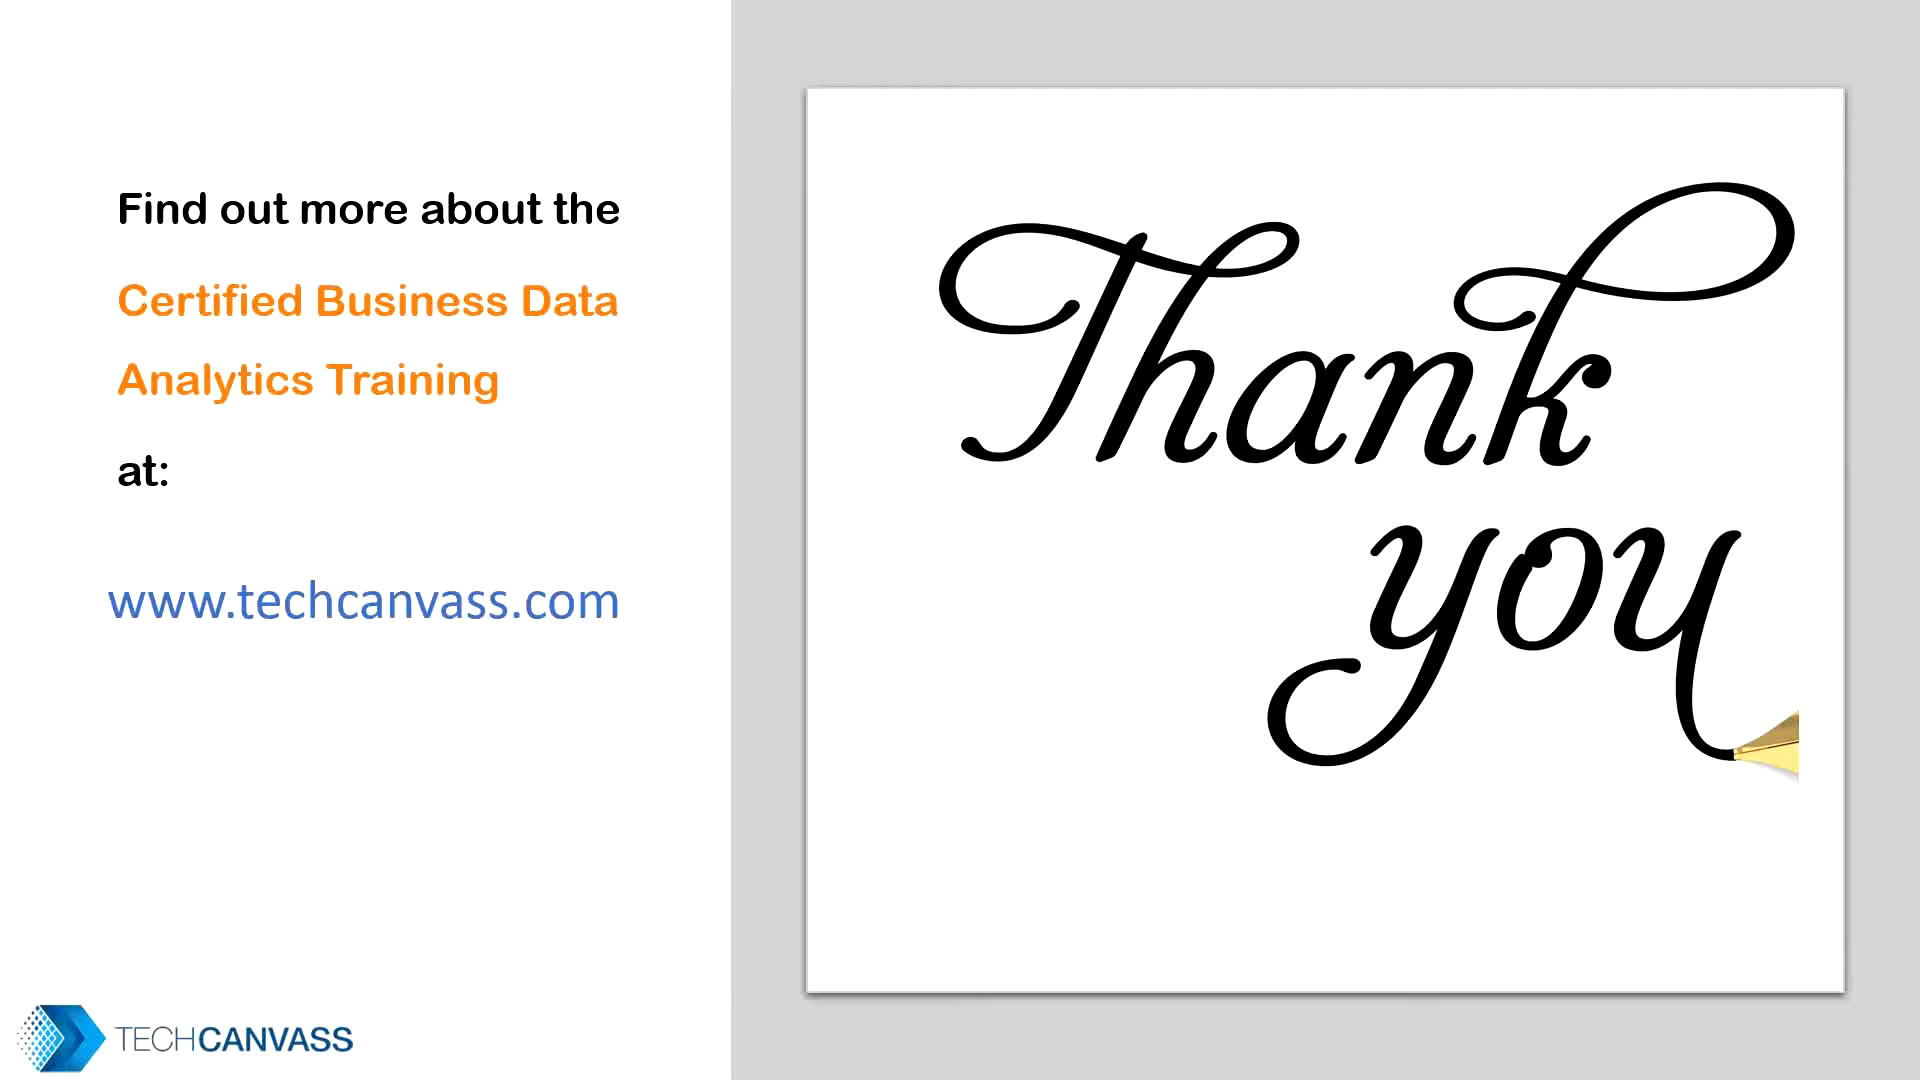 Find out more about the
Certified Business Data
Analytics Training
at:
www.techcanvass.com
TECHCANVASS
Thank
you